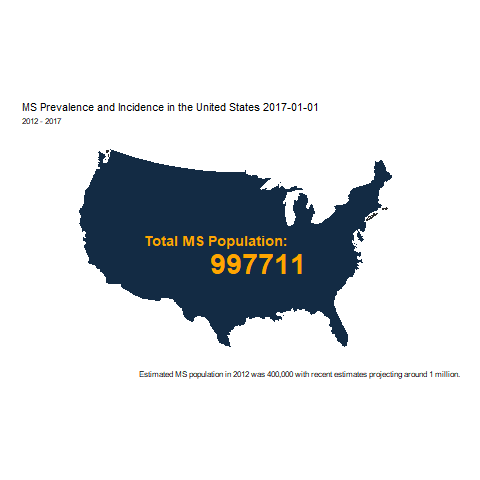 MS Prevalence and Incidence in the United States 2017-01-01
2012 - 2017
Total MS Population:
997711
Estimated MS population in 2012 was 400,000 with recent estimates projecting around 1 million.